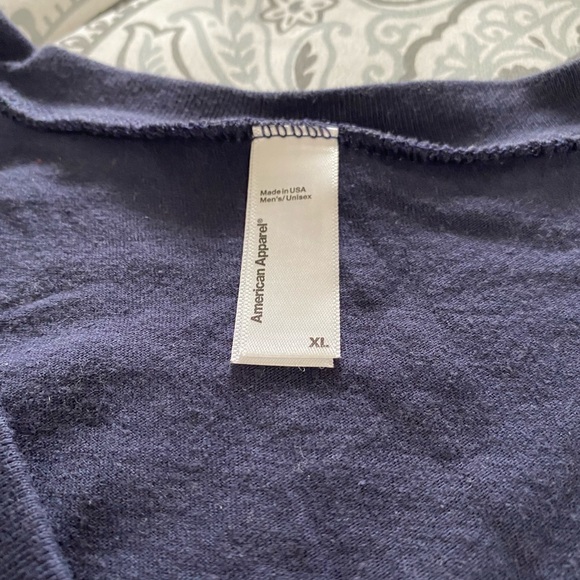 Made in USA
Men's/Unisex
American Apparel®
XL